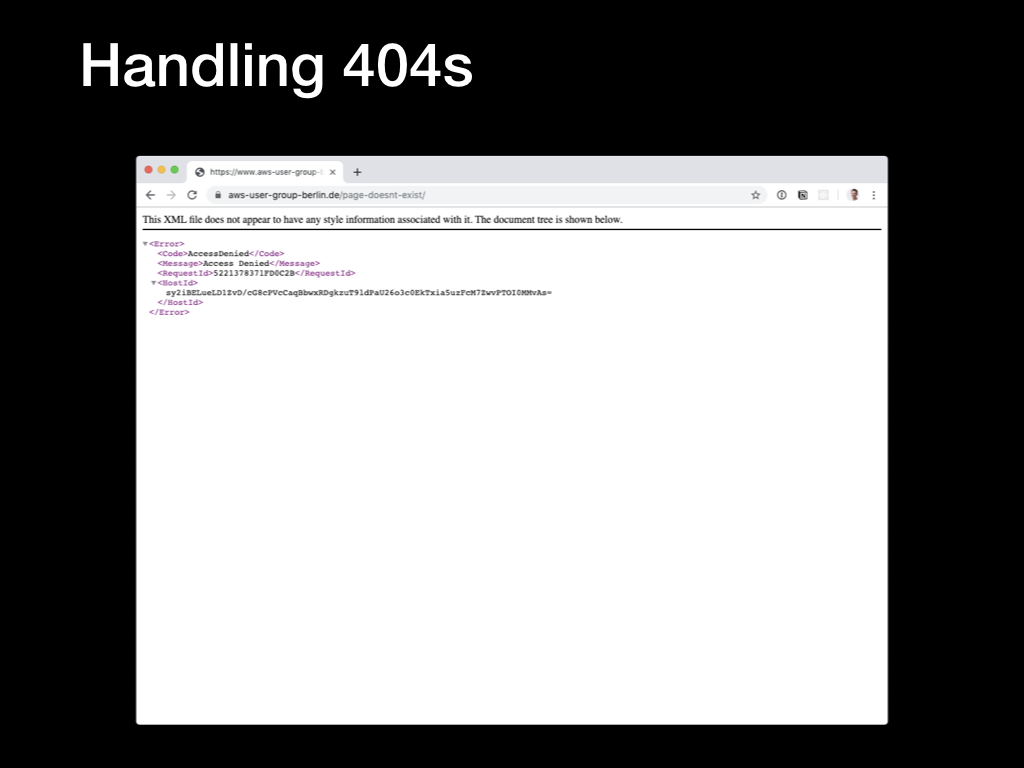 Handling 404s
https://www.aws-user-group-
aws-user-group-berlin.de/page-doesnt-exist/
This XML file does not appear to have any style information associated with it. The document tree is shown below.
<Error>
<Code>AccessDenied</Code>
<Message>Access Denied</Message>
<RequestId>5221378371FD0C2B</RequestId>
<HostId>
sy2iBELueLD1ZvD/cG8cPVcCaqBbwxRDgkzuT9ldPaU26o3c0EkTxia5uzFcM7ZwvPTOI0MMvAs=
</HostId>
</Error>